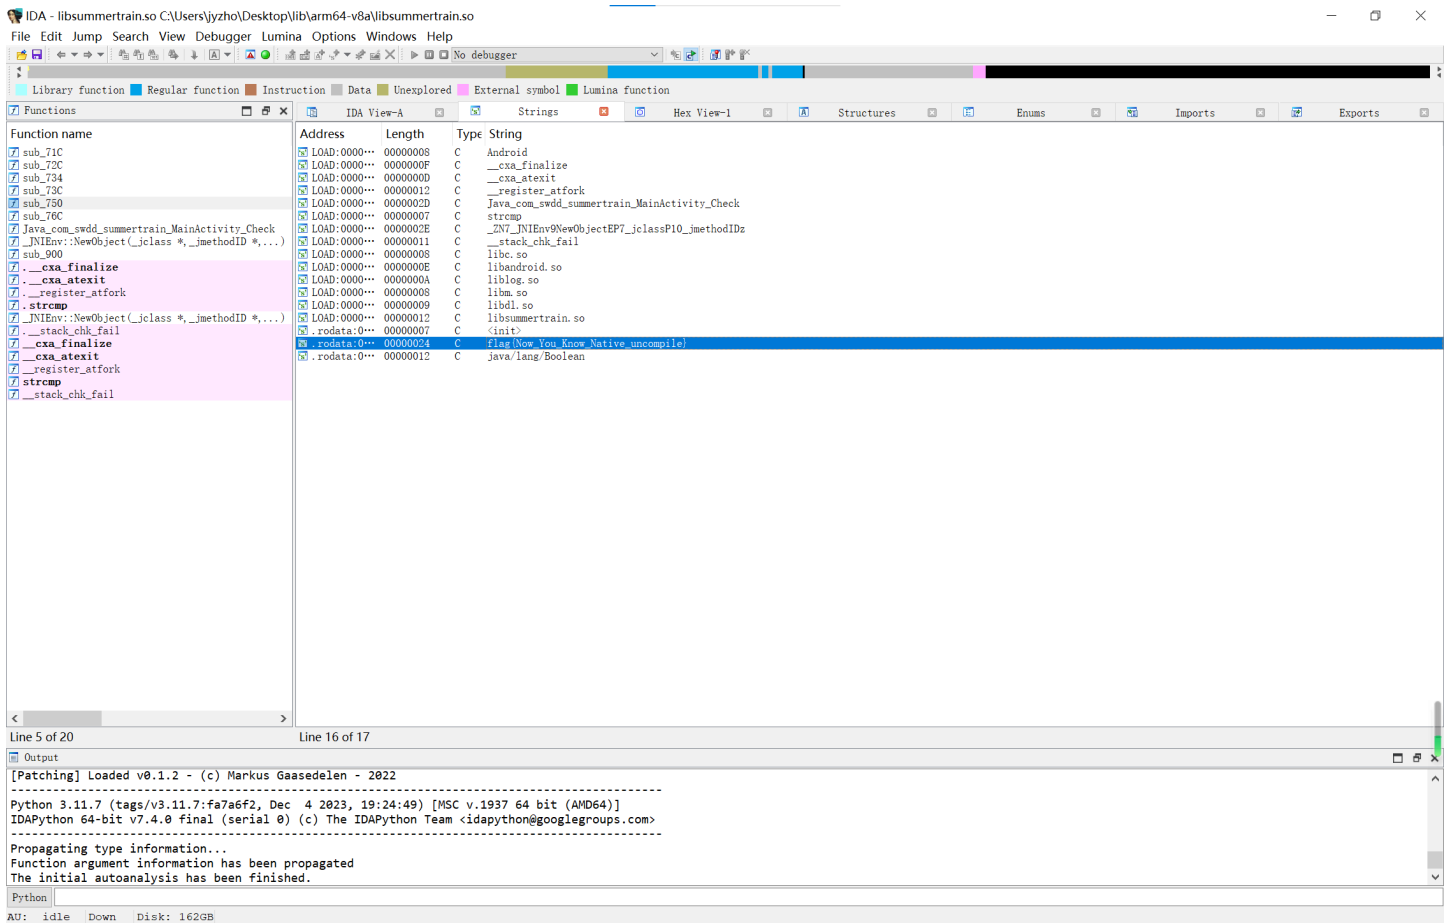 IDA - libsummertrain.so C:\Users\jyzho\Desktop\lib\arm64-v8a\libsummertrain.so
File Edit Jump Search View Debugger Lumina Options Windows Help
No debugger
Library function Regular function Instruction Data Unexplored External symbol Lumina function
Functions
IDA View-A Strings Hex View-1 Structures Enums Imports Exports
Function name
sub_71C
sub_72C
sub_734
sub_73C
sub_750
sub_76C
Java_com_swdd_summertrain_MainActivity_Check
_JNIEnv::NewObject(_jclass *,_jmethodID *,...)
sub_900
.__cxa_finalize
.__cxa_atexit
.__register_atfork
.strcmp
_JNIEnv::NewObject(_jclass *,_jmethodID *,...)
.__stack_chk_fail
__cxa_finalize
__cxa_atexit
__register_atfork
strcmp
__stack_chk_fail
Line 5 of 20
Address Length Type String
LOAD:0000… 00000008 C Android
LOAD:0000… 0000000F C __cxa_finalize
LOAD:0000… 0000000D C __cxa_atexit
LOAD:0000… 00000012 C __register_atfork
LOAD:0000… 0000002D C Java_com_swdd_summertrain_MainActivity_Check
LOAD:0000… 00000007 C strcmp
LOAD:0000… 0000002E C _ZN7_JNIEnv9NewObjectEP7_jclassP10_jmethodIDz
LOAD:0000… 00000011 C __stack_chk_fail
LOAD:0000… 00000008 C libc.so
LOAD:0000… 0000000E C libandroid.so
LOAD:0000… 0000000A C liblog.so
LOAD:0000… 00000008 C libm.so
LOAD:0000… 00000009 C libdl.so
LOAD:0000… 00000012 C libsummertrain.so
.rodata:0… 00000007 C <init>
.rodata:0… 00000024 C flag{Now_You_Know_Native_uncompile}
.rodata:0… 00000012 C java/lang/Boolean
Line 16 of 17
Output
[Patching] Loaded v0.1.2 - (c) Markus Gaasedelen - 2022
---------------------------------------------------------------------------------------------
Python 3.11.7 (tags/v3.11.7:fa7a6f2, Dec  4 2023, 19:24:49) [MSC v.1937 64 bit (AMD64)]
IDAPython 64-bit v7.4.0 final (serial 0) (c) The IDAPython Team <idapython@googlegroups.com>
---------------------------------------------------------------------------------------------
Propagating type information...
Function argument information has been propagated
The initial autoanalysis has been finished.
Python
AU: idle Down Disk: 162GB